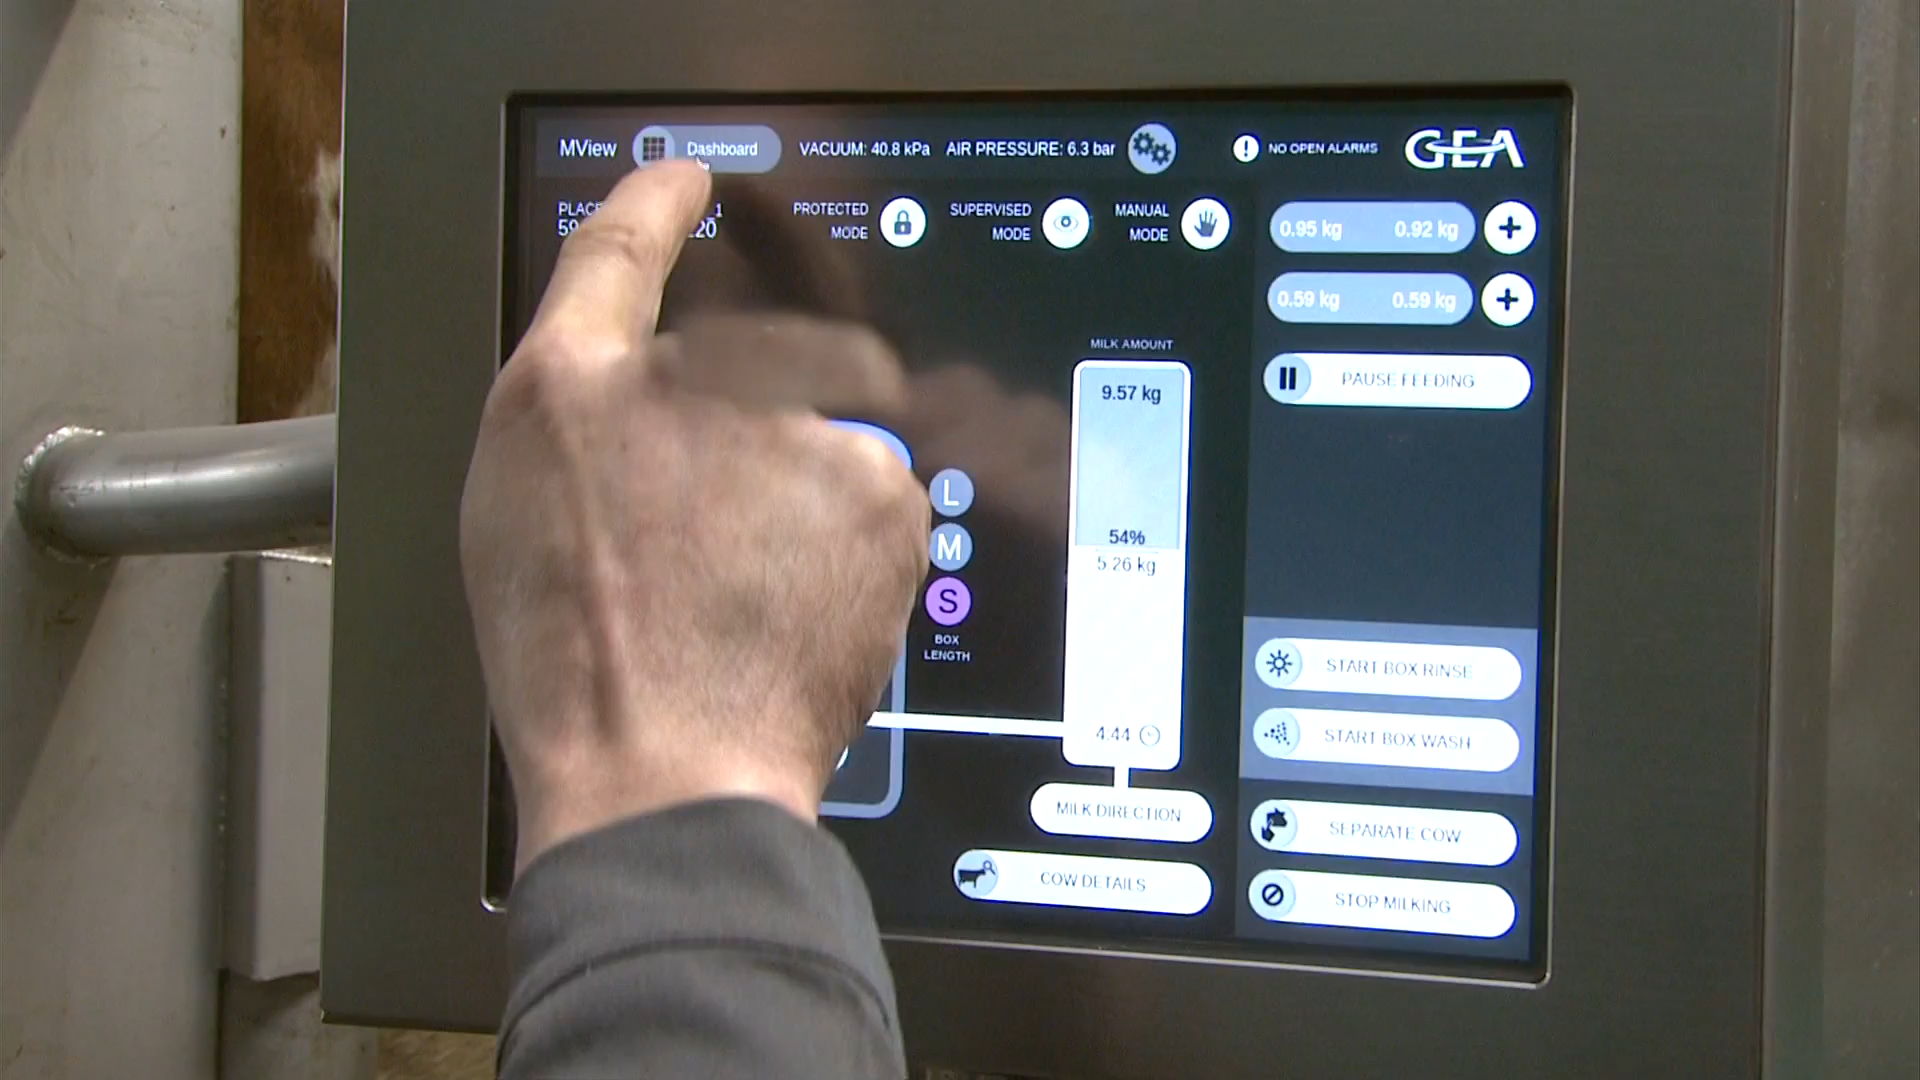 MView Dashboard VACUUM: 40.8 kPa AIR PRESSURE: 6.3 bar NO OPEN ALARMS GEA
PROTECTED MODE
SUPERVISED MODE
MANUAL MODE
0.95 kg 0.92 kg
0.59 kg 0.59 kg
PAUSE FEEDING
MILK AMOUNT
9.57 kg
54%
5.26 kg
4.44
L
M
S
BOX
LENGTH
MILK DIRECTION
COW DETAILS
START BOX RINSE
START BOX WASH
SEPARATE COW
STOP MILKING